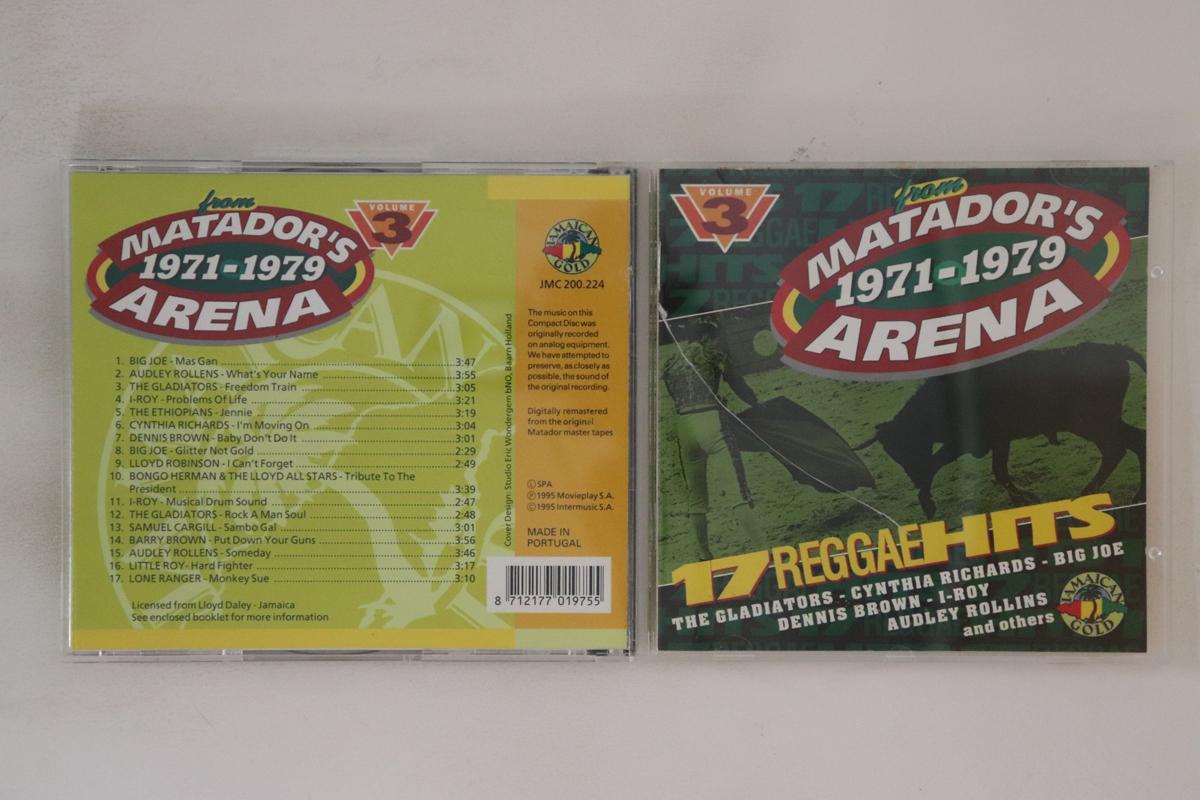 from
MATADOR'S
1971-1979
ARENA
VOLUME
3
1. BIG JOE - Mas Gan 3:47
2. AUDLEY ROLLENS - What's Your Name 3:55
3. THE GLADIATORS - Freedom Train 3:05
4. I-ROY - Problems Of Life 3:21
5. THE ETHIOPIANS - Jennie 3:19
6. CYNTHIA RICHARDS - I'm Moving On 3:04
7. DENNIS BROWN - Baby Don't Do It 3:01
8. BIG JOE - Glitter Not Gold 2:29
9. LLOYD ROBINSON - I Can't Forget 2:49
10. BONGO HERMAN & THE LLOYD ALL STARS - Tribute To The
President 3:39
11. I-ROY - Musical Drum Sound 2:47
12. THE GLADIATORS - Rock A Man Soul 2:48
13. SAMUEL CARGILL - Sambo Gal 3:01
14. BARRY BROWN - Put Down Your Guns 3:56
15. AUDLEY ROLLENS - Someday 3:46
16. LITTLE ROY - Hard Fighter 3:17
17. LONE RANGER - Monkey Sue 3:10
Licensed from Lloyd Daley - Jamaica
See enclosed booklet for more information
Cover Design: Studio Eric Wondergem bNO, Baarn Holland
JAMAICAN
GOLD
JMC 200.224
The music on this
Compact Disc was
originally recorded
on analog equipment.
We have attempted to
preserve, as closely as
possible, the sound of
the original recording.
Digitally remastered
from the original
Matador master tapes
Ⓛ SPA
℗ 1995 Movieplay S.A.
© 1995 Intermusic S.A.
MADE IN
PORTUGAL
8 712177 019755
VOLUME
3
from
MATADOR'S
1971-1979
ARENA
17 REGGAE HITS
THE GLADIATORS - CYNTHIA RICHARDS - BIG JOE
DENNIS BROWN - I-ROY
AUDLEY ROLLINS
and others
JAMAICAN
GOLD